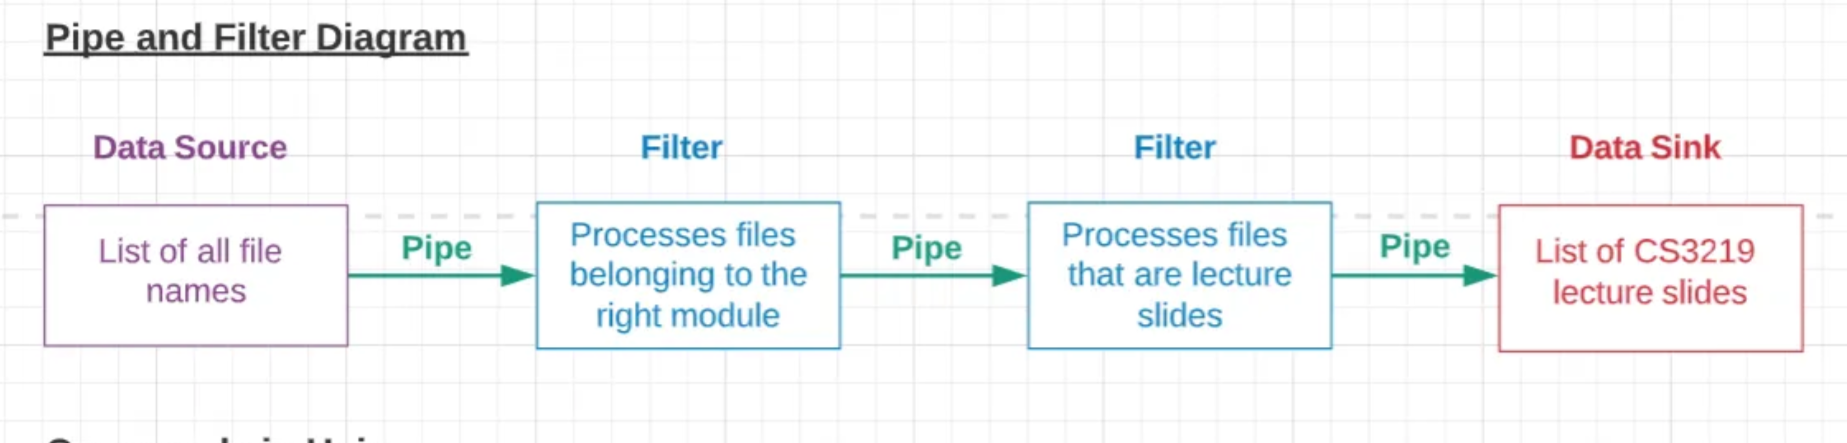 Pipe and Filter Diagram
Data Source
Filter
Filter
Data Sink
List of all file
names
Pipe
Processes files
belonging to the
right module
Pipe
Processes files
that are lecture
slides
Pipe
List of CS3219
lecture slides